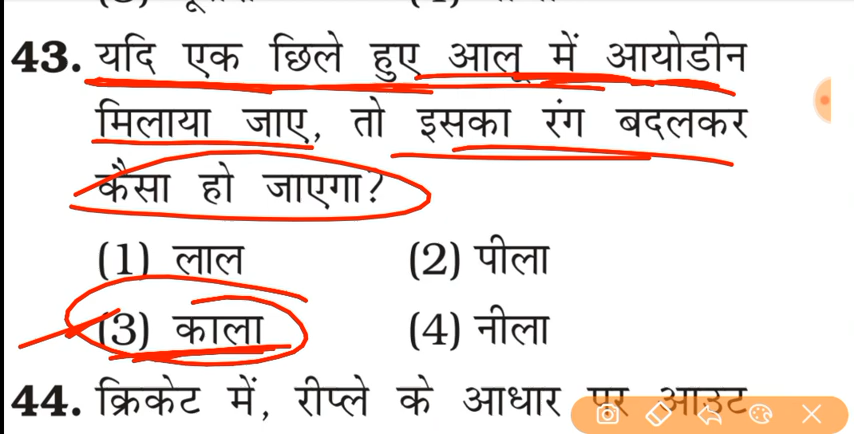 43. यदि एक छिले हुए आलू में आयोडीन
मिलाया जाए, तो इसका रंग बदलकर
कैसा हो जाएगा?
(1) लाल (2) पीला
(3) काला (4) नीला
44. क्रिकेट में, रीप्ले के आधार पर आउट